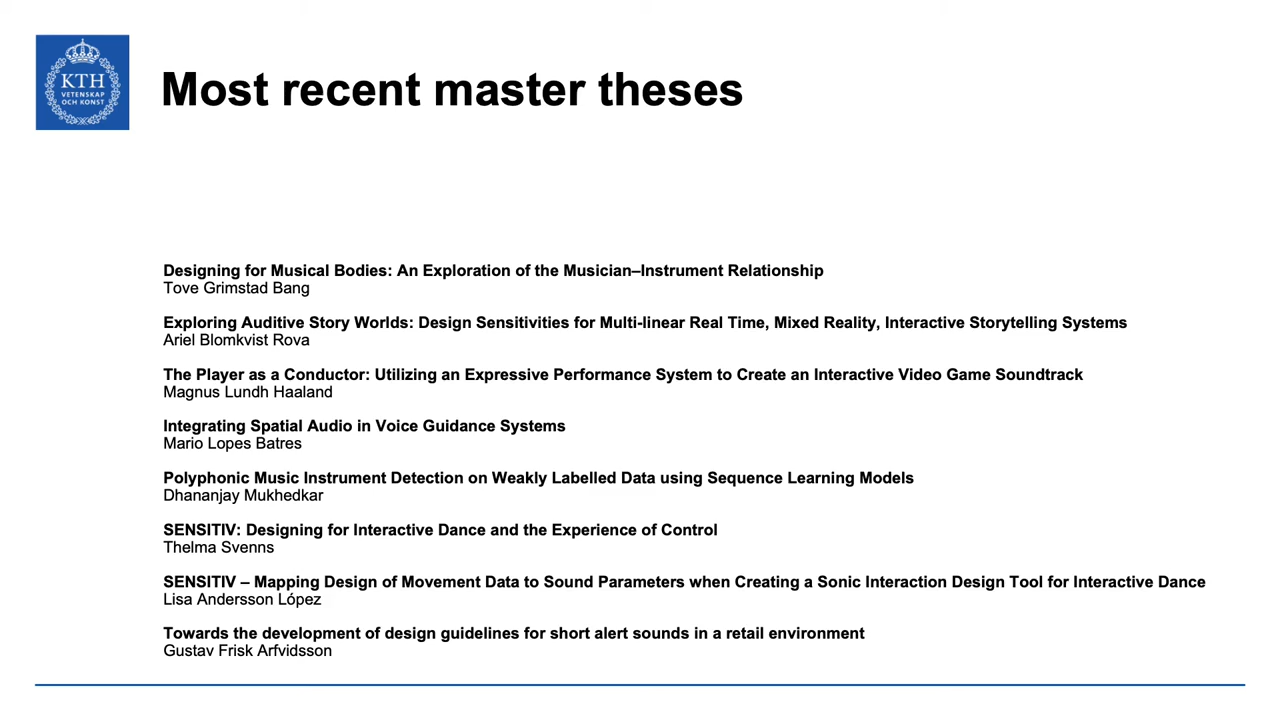 KTH
VETENSKAP
OCH KONST
Most recent master theses
Designing for Musical Bodies: An Exploration of the Musician–Instrument Relationship
Tove Grimstad Bang
Exploring Auditive Story Worlds: Design Sensitivities for Multi-linear Real Time, Mixed Reality, Interactive Storytelling Systems
Ariel Blomkvist Rova
The Player as a Conductor: Utilizing an Expressive Performance System to Create an Interactive Video Game Soundtrack
Magnus Lundh Haaland
Integrating Spatial Audio in Voice Guidance Systems
Mario Lopes Batres
Polyphonic Music Instrument Detection on Weakly Labelled Data using Sequence Learning Models
Dhananjay Mukhedkar
SENSITIV: Designing for Interactive Dance and the Experience of Control
Thelma Svenns
SENSITIV – Mapping Design of Movement Data to Sound Parameters when Creating a Sonic Interaction Design Tool for Interactive Dance
Lisa Andersson López
Towards the development of design guidelines for short alert sounds in a retail environment
Gustav Frisk Arfvidsson